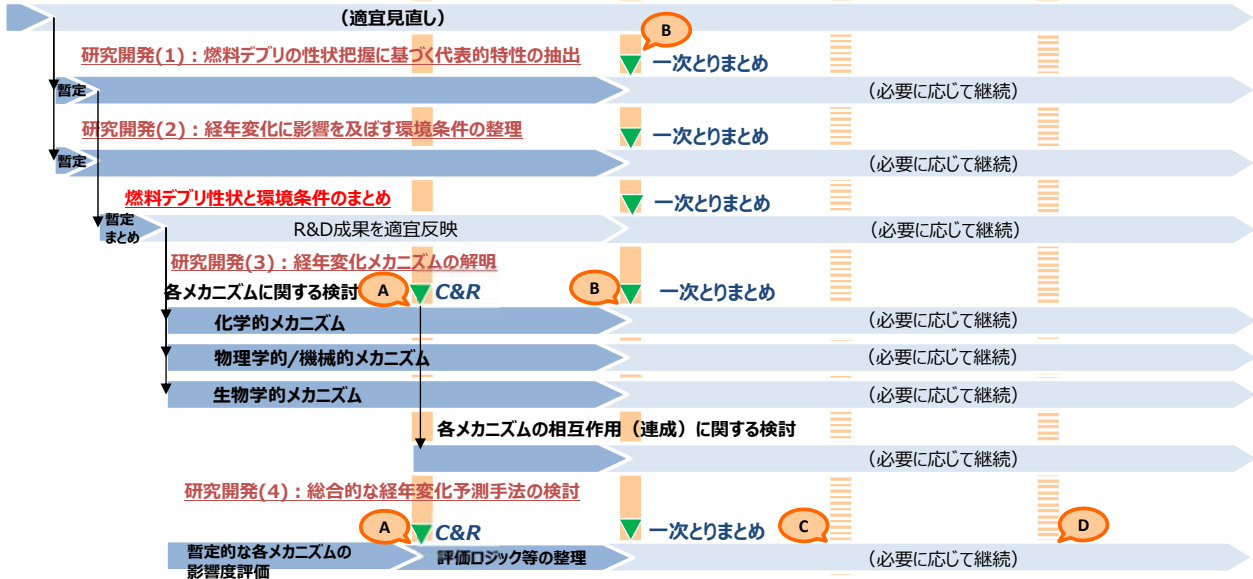 （適宜見直し）
B
研究開発(1)：燃料デブリの性状把握に基づく代表的特性の抽出
一次とりまとめ
暫定
（必要に応じて継続）
研究開発(2)：経年変化に影響を及ぼす環境条件の整理
一次とりまとめ
暫定
（必要に応じて継続）
燃料デブリ性状と環境条件のまとめ
一次とりまとめ
暫定
まとめ
R&D成果を適宜反映
（必要に応じて継続）
研究開発(3)：経年変化メカニズムの解明
各メカニズムに関する検討
A
C&R
B
一次とりまとめ
化学的メカニズム
（必要に応じて継続）
物理学的/機械的メカニズム
（必要に応じて継続）
生物学的メカニズム
（必要に応じて継続）
各メカニズムの相互作用（連成）に関する検討
（必要に応じて継続）
研究開発(4)：総合的な経年変化予測手法の検討
A
C&R
一次とりまとめ
C
D
暫定的な各メカニズムの
影響度評価
評価ロジック等の整理
（必要に応じて継続）